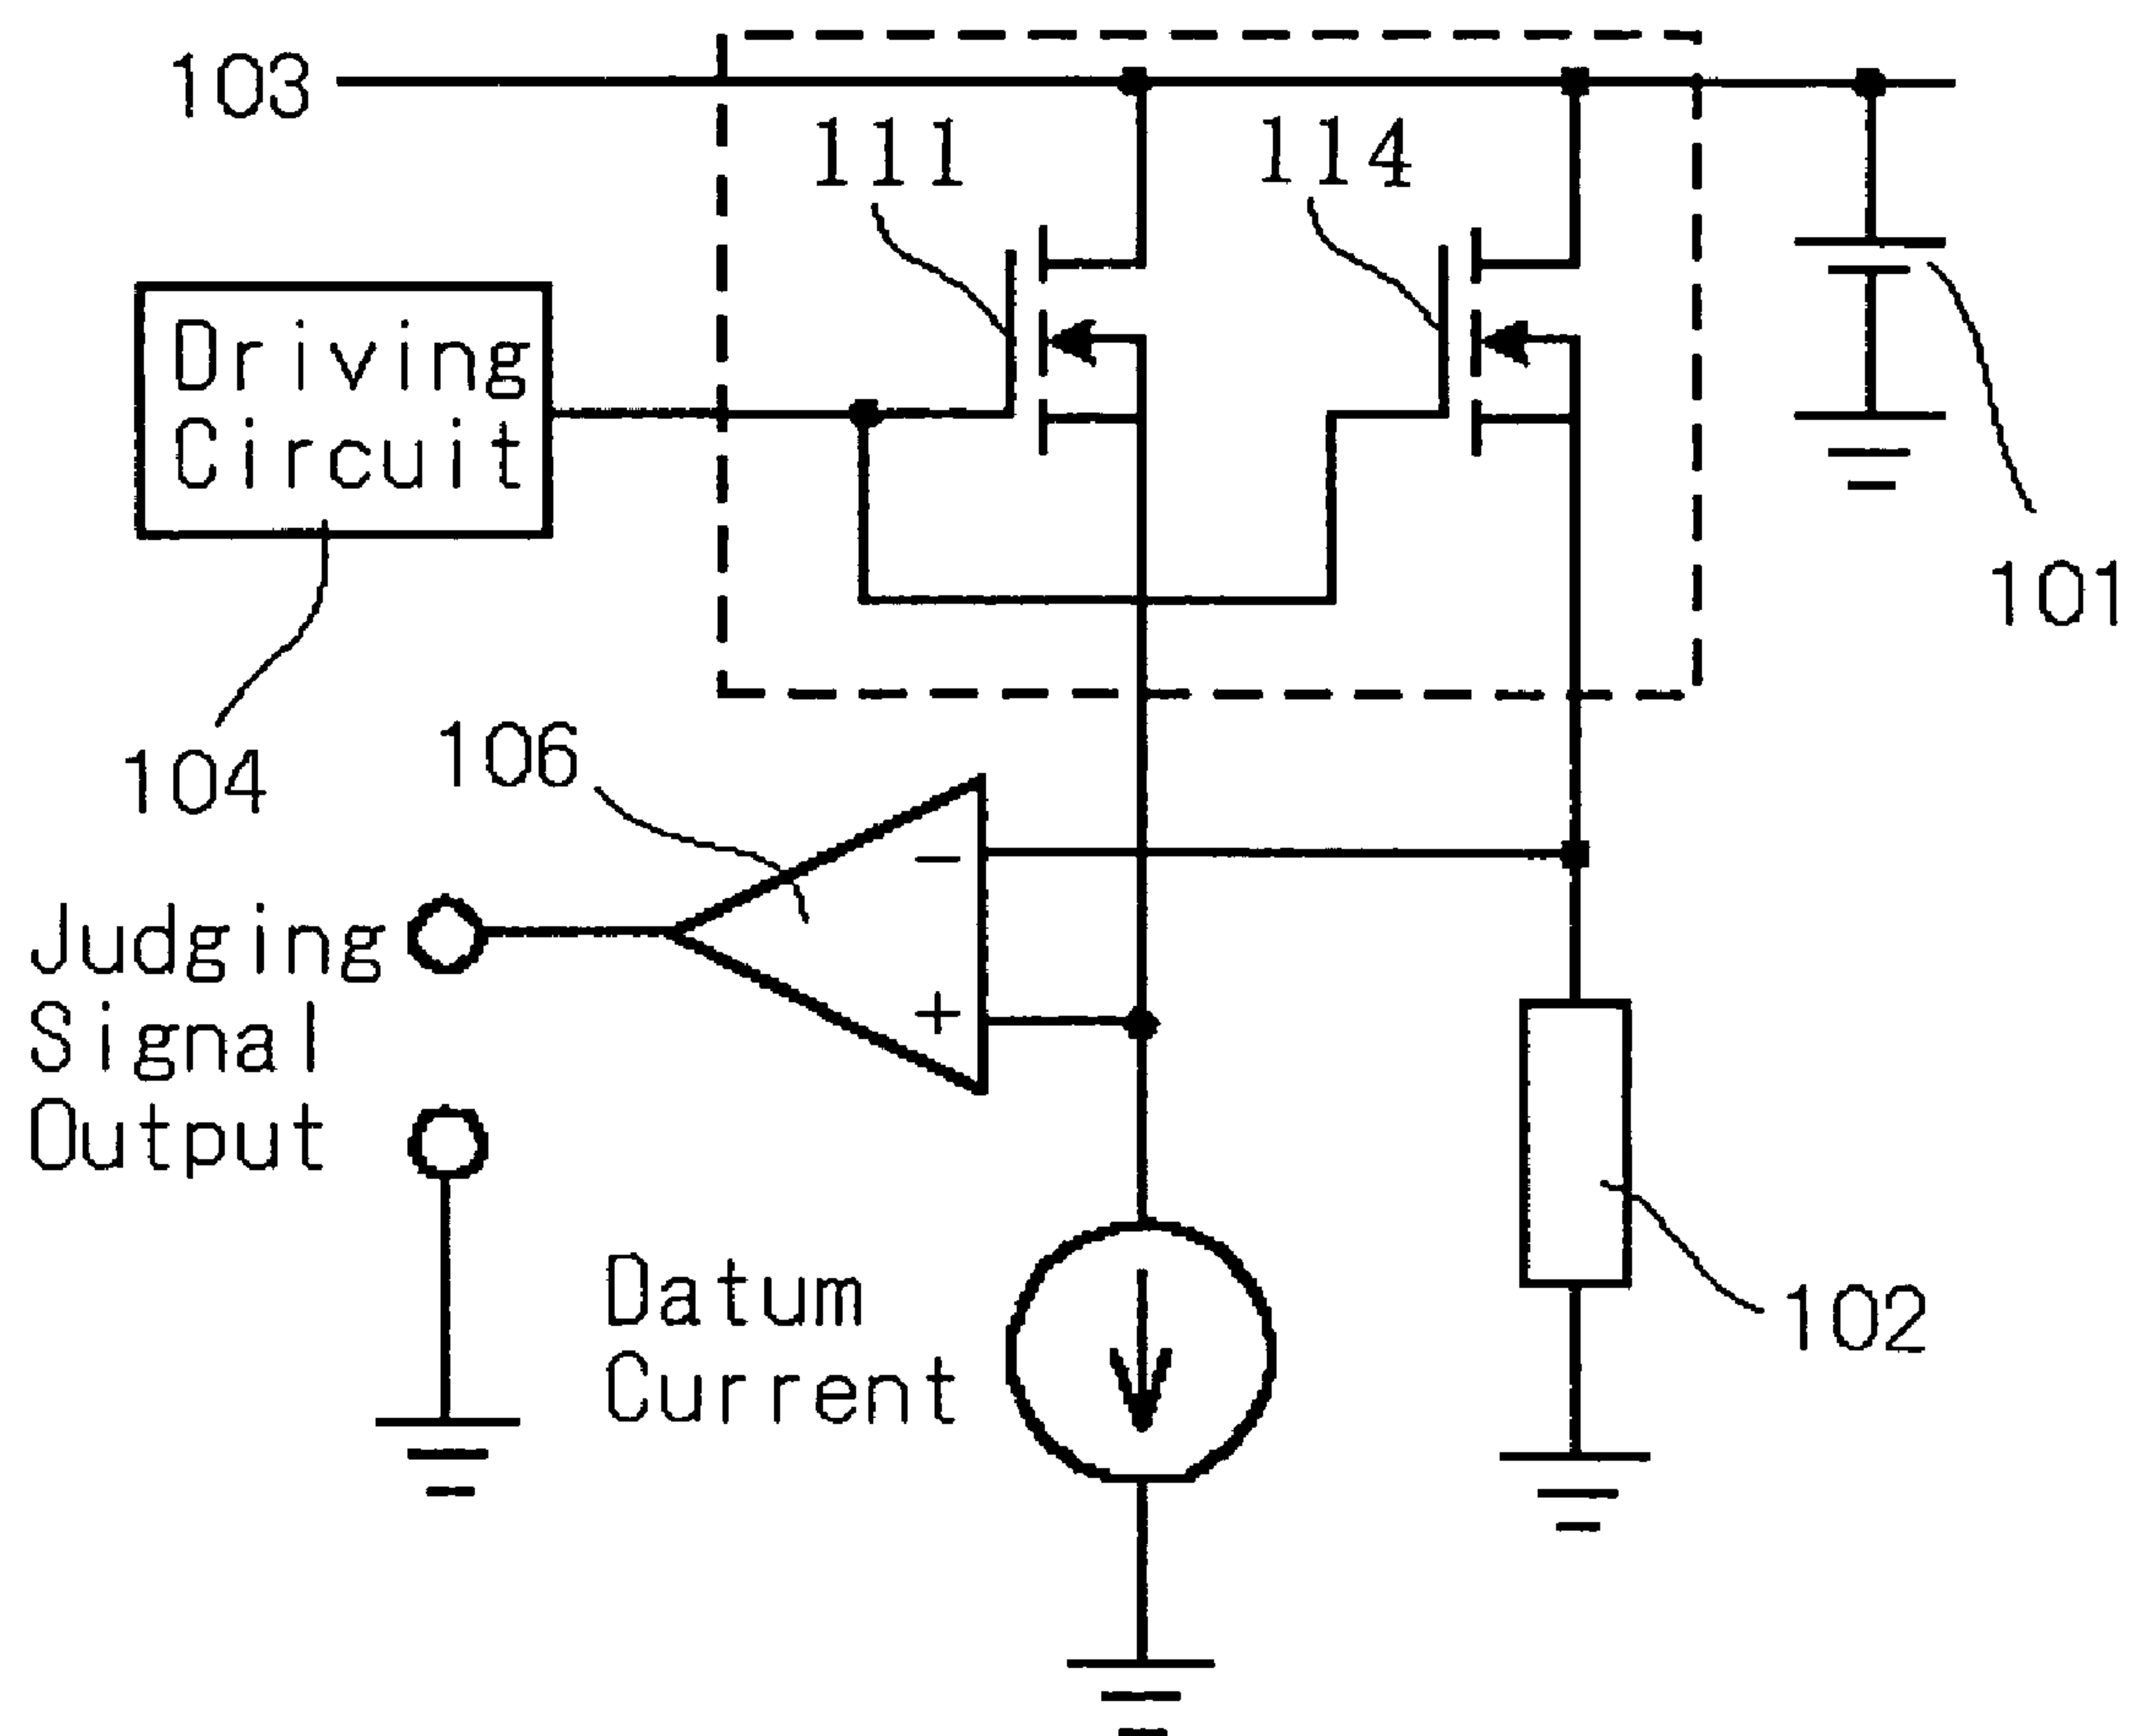 103
111
114
Driving
Circuit
101
104
106
−
+
Judging
Signal
Output
Datum
Current
102